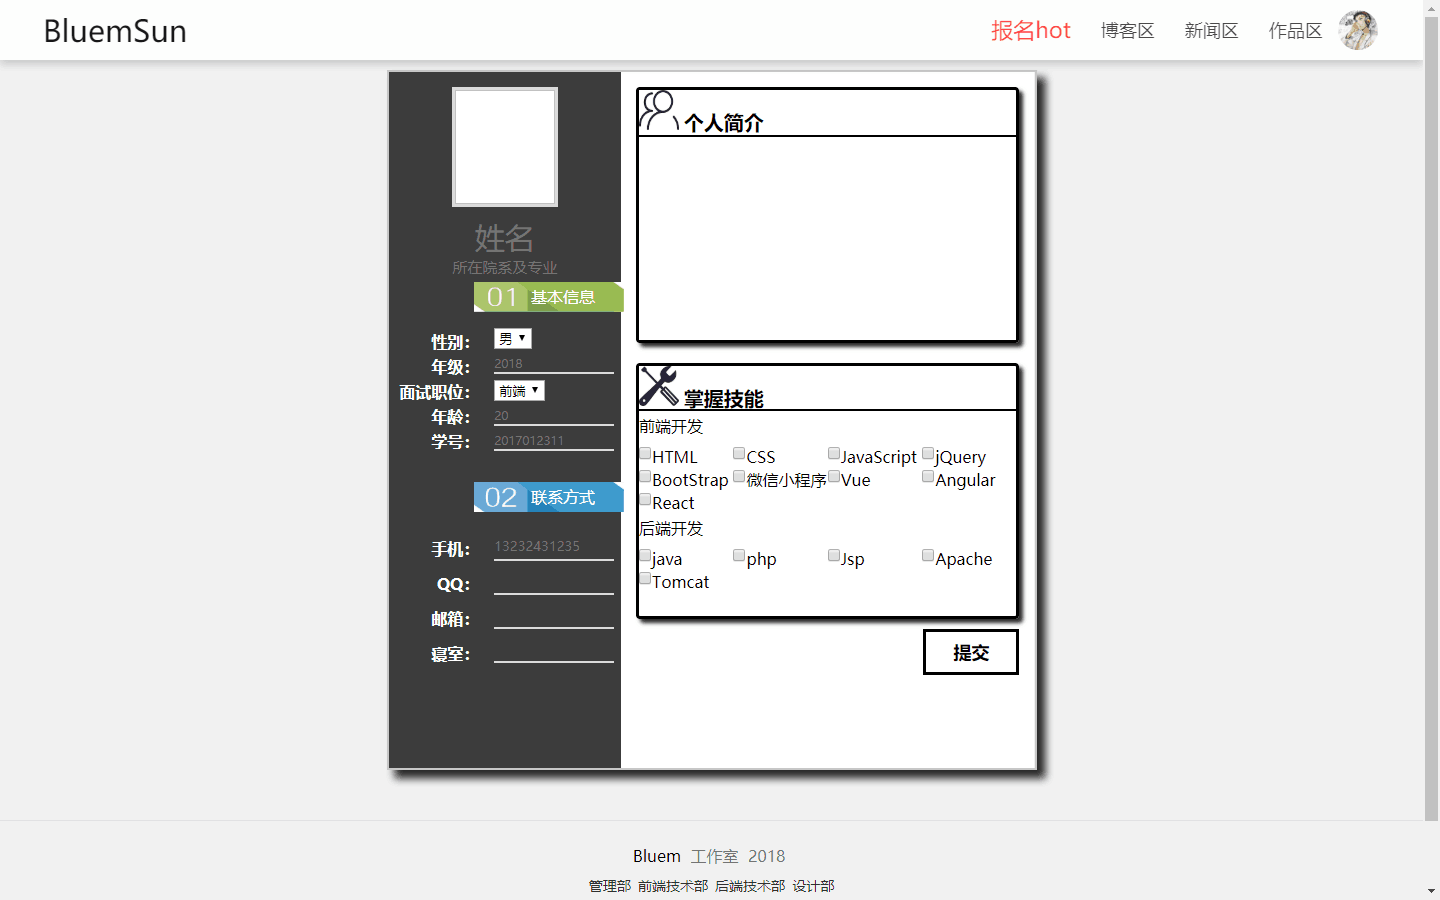 BluemSun
报名hot 博客区 新闻区 作品区
姓名
所在院系及专业
01 基本信息
性别： 男
年级： 2018
面试职位： 前端
年龄： 20
学号： 2017012311
02 联系方式
手机： 13232431235
QQ：
邮箱：
寝室：
个人简介
掌握技能
前端开发
HTML CSS JavaScript jQuery
BootStrap 微信小程序 Vue Angular
React
后端开发
java php Jsp Apache
Tomcat
提交
Bluem 工作室 2018
管理部 前端技术部 后端技术部 设计部